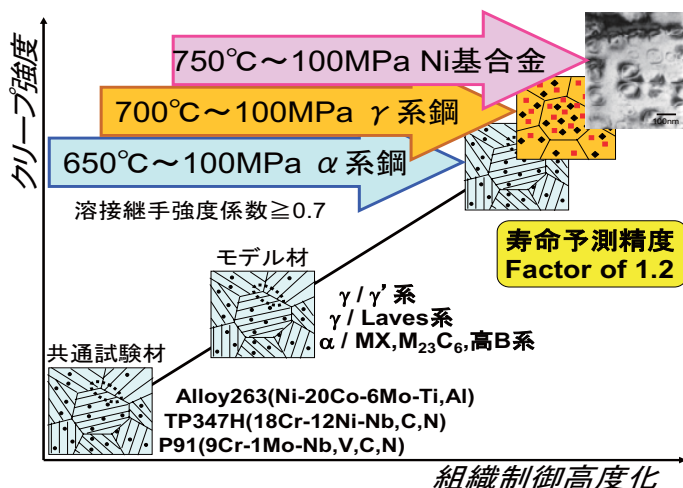 クリープ強度
750℃～100MPa Ni基合金
700℃～100MPa γ系鋼
650℃～100MPa α系鋼
100nm
溶接継手強度係数≧0.7
寿命予測精度
Factor of 1.2
モデル材
γ / γ' 系
γ / Laves系
α / MX,M₂₃C₆,高B系
共通試験材
Alloy263(Ni-20Co-6Mo-Ti,Al)
TP347H(18Cr-12Ni-Nb,C,N)
P91(9Cr-1Mo-Nb,V,C,N)
組織制御高度化